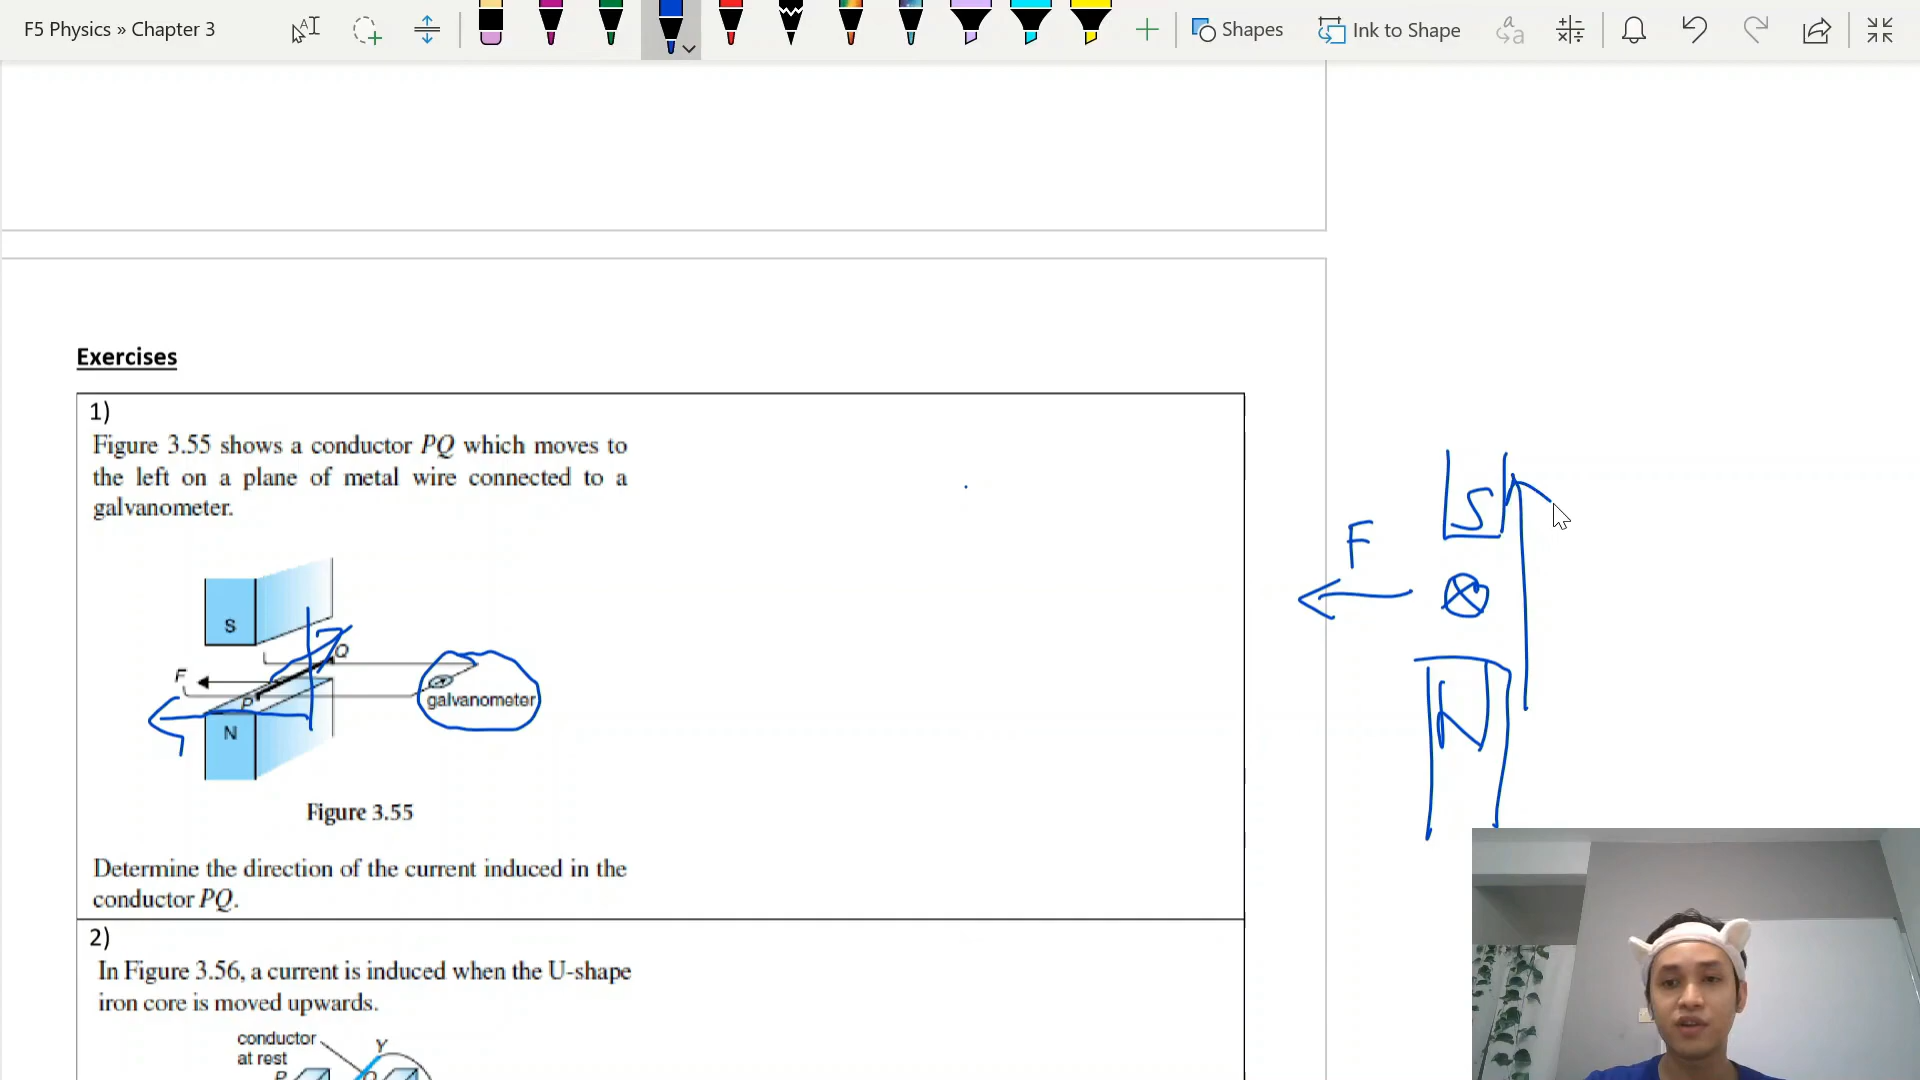 F5 Physics » Chapter 3
Shapes
Ink to Shape
Exercises
1)
Figure 3.55 shows a conductor PQ which moves to
the left on a plane of metal wire connected to a
galvanometer.
S
Q
F
P
galvanometer
N
Figure 3.55
Determine the direction of the current induced in the
conductor PQ.
2)
In Figure 3.56, a current is induced when the U-shape
iron core is moved upwards.
conductor
at rest
Y
S
F
N